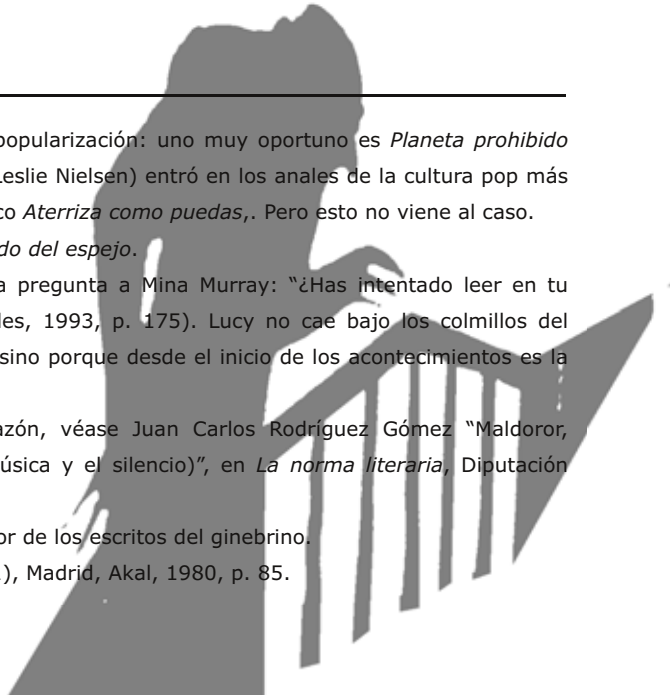 popularización: uno muy oportuno es Planeta prohibido
Leslie Nielsen) entró en los anales de la cultura pop más
co Aterriza como puedas,. Pero esto no viene al caso.
do del espejo.
a pregunta a Mina Murray: “¿Has intentado leer en tu
les, 1993, p. 175). Lucy no cae bajo los colmillos del
sino porque desde el inicio de los acontecimientos es la
azón, véase Juan Carlos Rodríguez Gómez “Maldoror,
úsica y el silencio)”, en La norma literaria, Diputación
or de los escritos del ginebrino.
), Madrid, Akal, 1980, p. 85.